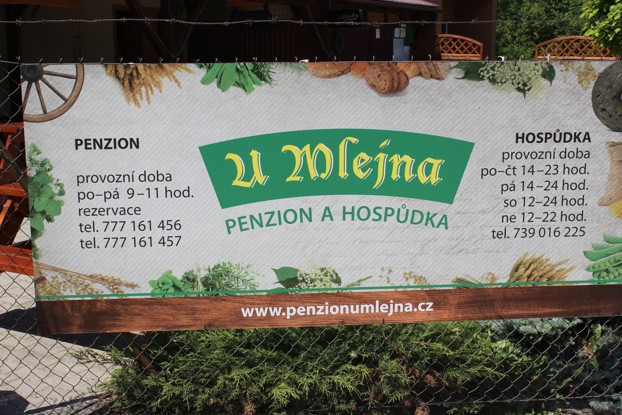 PENZION
provozní doba
po–pá 9–11 hod.
rezervace
tel. 777 161 456
tel. 777 161 457
U Mlejna
PENZION A HOSPŮDKA
HOSPŮDKA
provozní doba
po–čt 14–23 hod.
pá 14–24 hod.
so 12–24 hod.
ne 12–22 hod.
tel. 739 016 225
www.penzionumlejna.cz